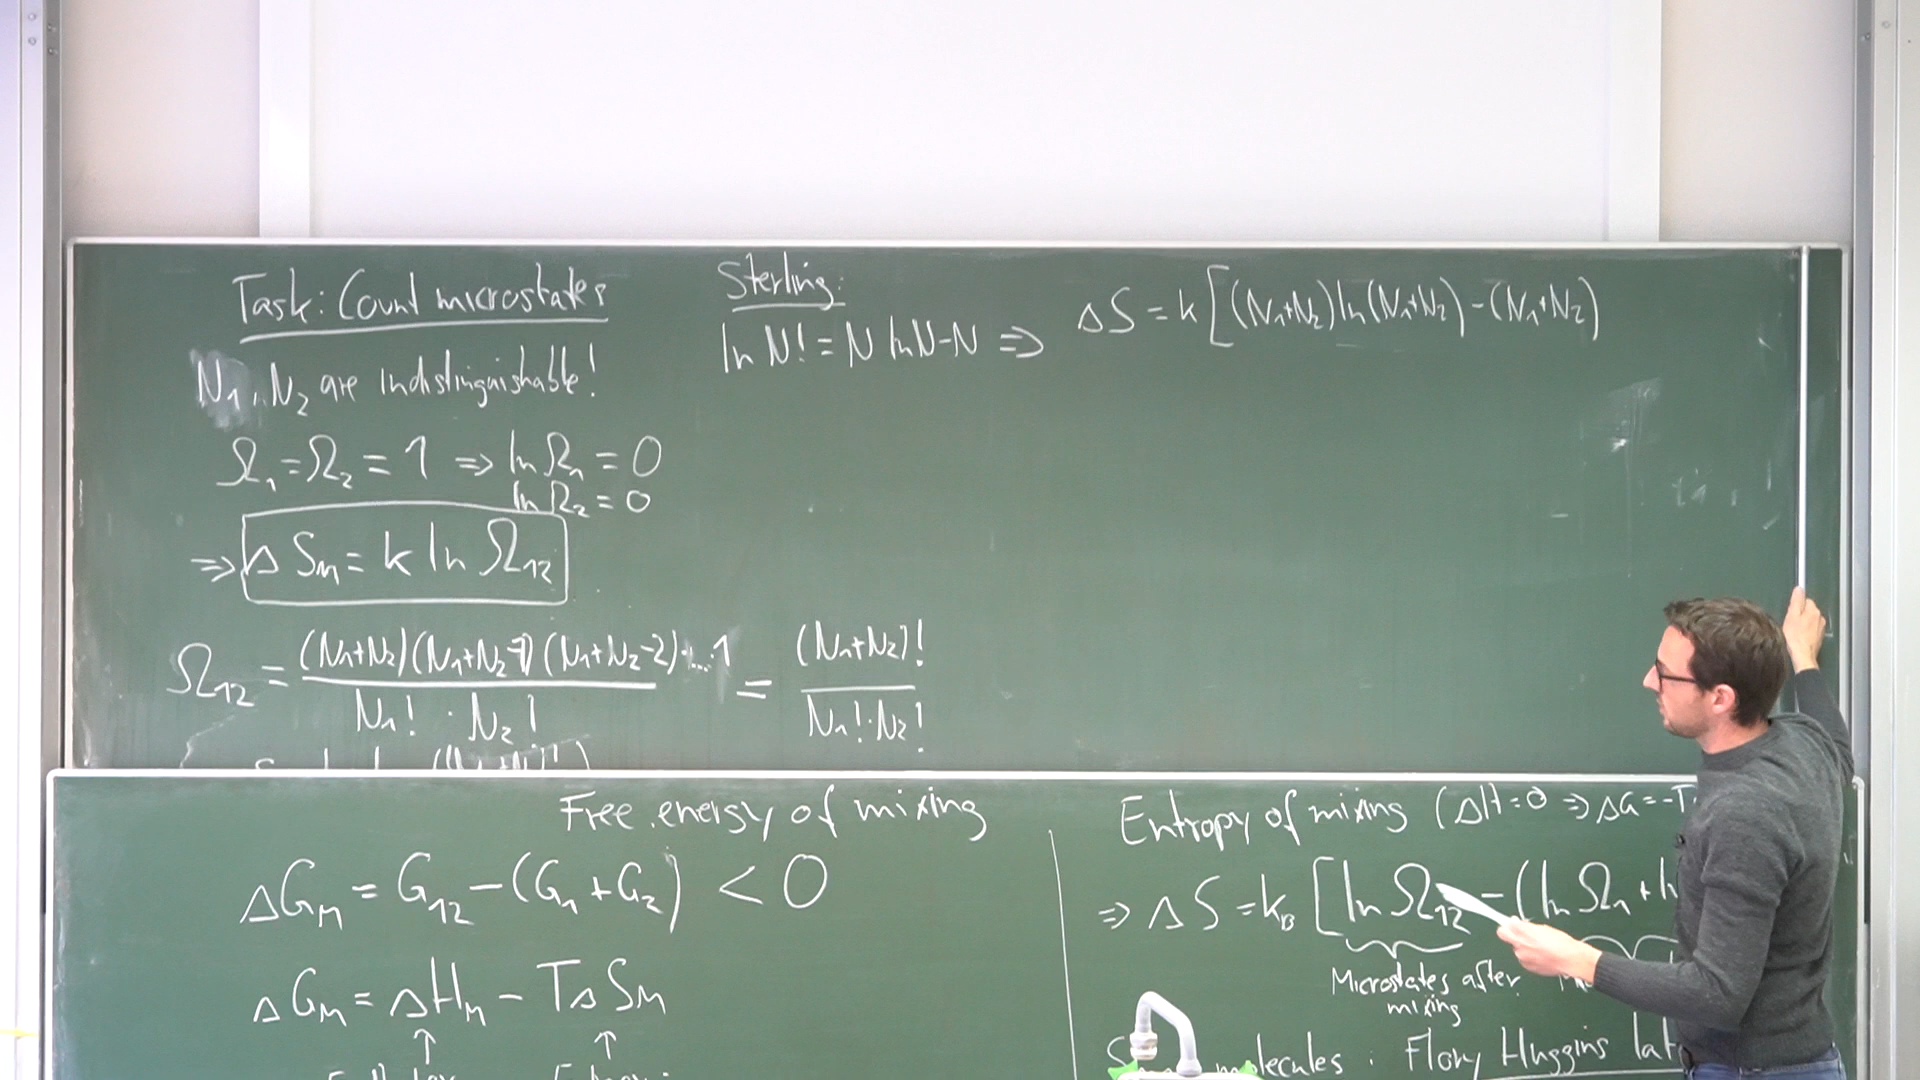 Task: Count microstates
N₁, N₂ are indistinguishable!
Ω₁ = Ω₂ = 1 ⇒ ln Ω₁ = 0
ln Ω₂ = 0
⇒ ΔSₘ = k ln Ω₁₂
Ω₁₂ = (N₁+N₂)(N₁+N₂-1)(N₁+N₂-2)·...1 / N₁! · N₂! = (N₁+N₂)! / N₁!·N₂!
Sterling:
ln N! = N ln N - N ⇒ ΔS = k [(N₁+N₂) ln (N₁+N₂) - (N₁+N₂)
Free energy of mixing
ΔGₘ = G₁₂ - (G₁ + G₂) < 0
ΔGₘ = ΔHₘ - TΔSₘ
↑ ↑
Entropy of mixing (ΔH = 0 ⇒ ΔG = -T
⇒ ΔS = k_B [ln Ω₁₂ - (ln Ω₁ + l
Microstates after
mixing
: Flory Huggins lat